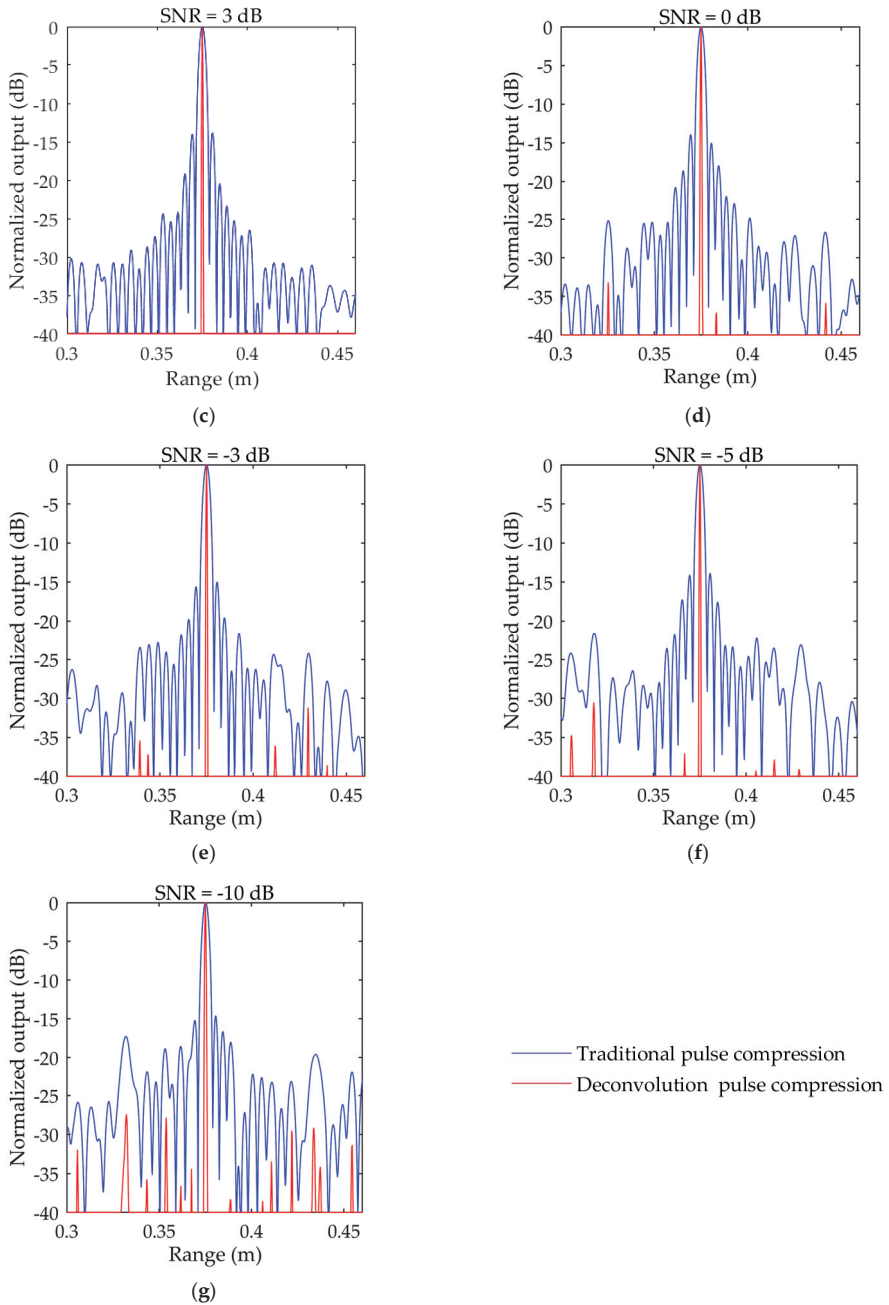 SNR = 3 dB
0
-5
-10
-15
-20
-25
-30
-35
-40
Normalized output (dB)
0.3 0.35 0.4 0.45
Range (m)
(c)
SNR = 0 dB
0
-5
-10
-15
-20
-25
-30
-35
-40
Normalized output (dB)
0.3 0.35 0.4 0.45
Range (m)
(d)
SNR = -3 dB
0
-5
-10
-15
-20
-25
-30
-35
-40
Normalized output (dB)
0.3 0.35 0.4 0.45
Range (m)
(e)
SNR = -5 dB
0
-5
-10
-15
-20
-25
-30
-35
-40
Normalized output (dB)
0.3 0.35 0.4 0.45
Range (m)
(f)
SNR = -10 dB
0
-5
-10
-15
-20
-25
-30
-35
-40
Normalized output (dB)
0.3 0.35 0.4 0.45
Range (m)
(g)
Traditional pulse compression
Deconvolution pulse compression